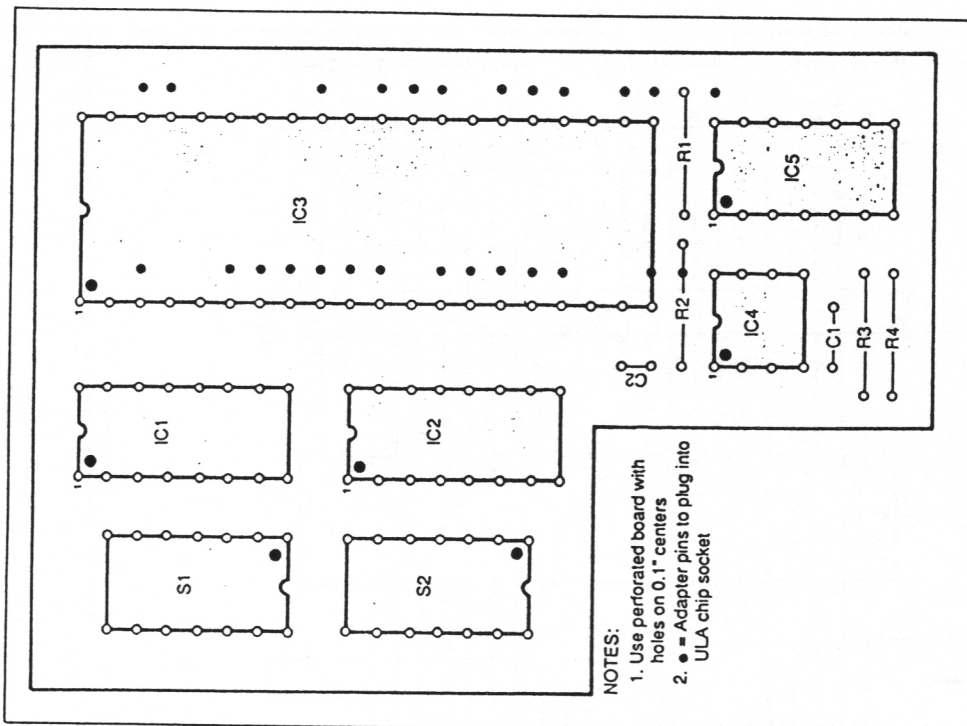 1
IC3
1
IC1
1
IC2
S1
S2
R1
1
IC5
R2
C2
1
IC4
C1
R3
R4
NOTES:
1. Use perforated board with
holes on 0.1" centers
2. ● = Adapter pins to plug into
ULA chip socket